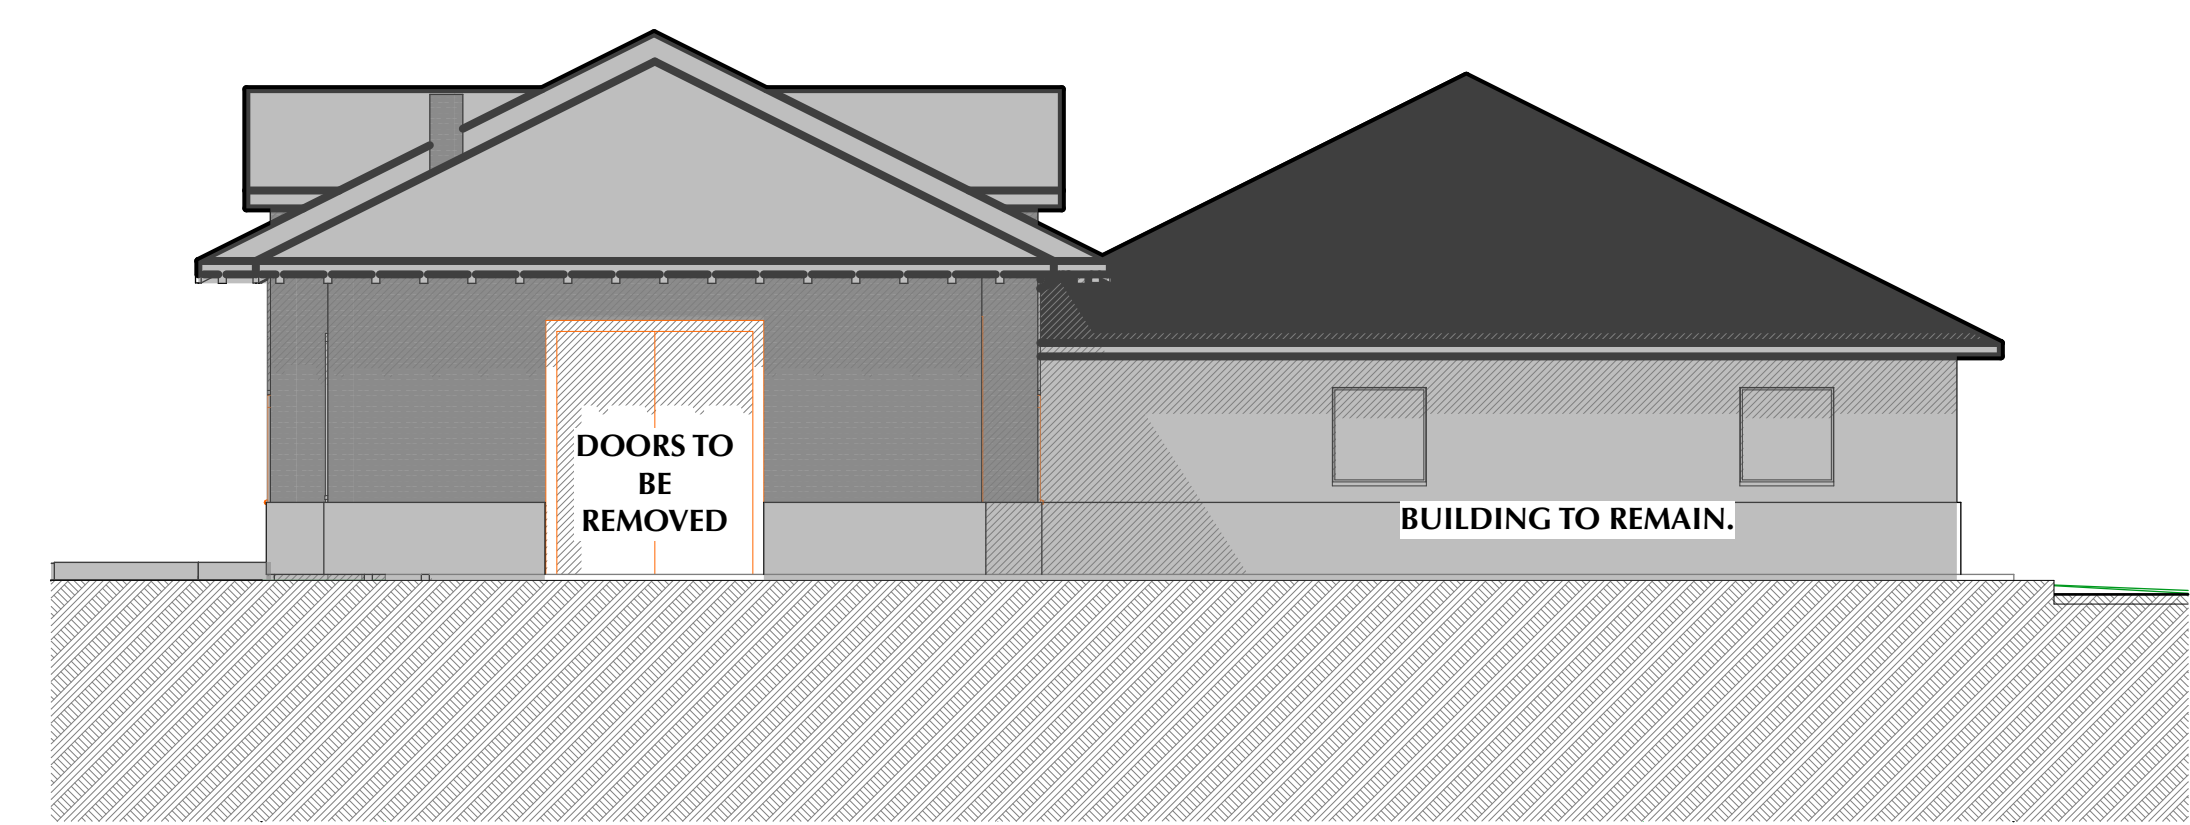 DOORS TO
BE
REMOVED
BUILDING TO REMAIN.